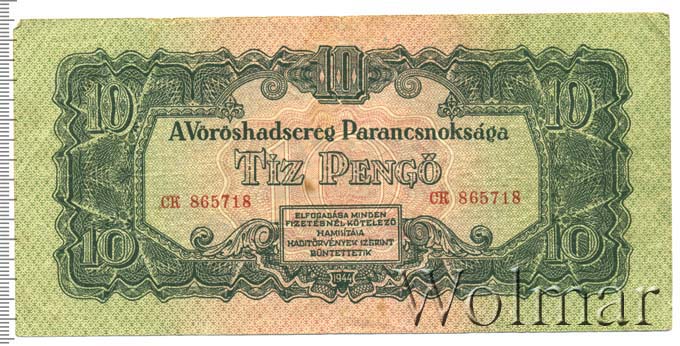 10
10 10
A Vöröshadsereg Parancsnoksága
TIZ PENGŐ
CK 865718 CK 865718
ELFOGADÁSA MINDEN
FIZETÉSNÉL KÖTELEZŐ
HAMISITÁJA
HADITÖRVÉNYEK SZERINT
BÜNTETTETIK
10 10
1944
Wolmar